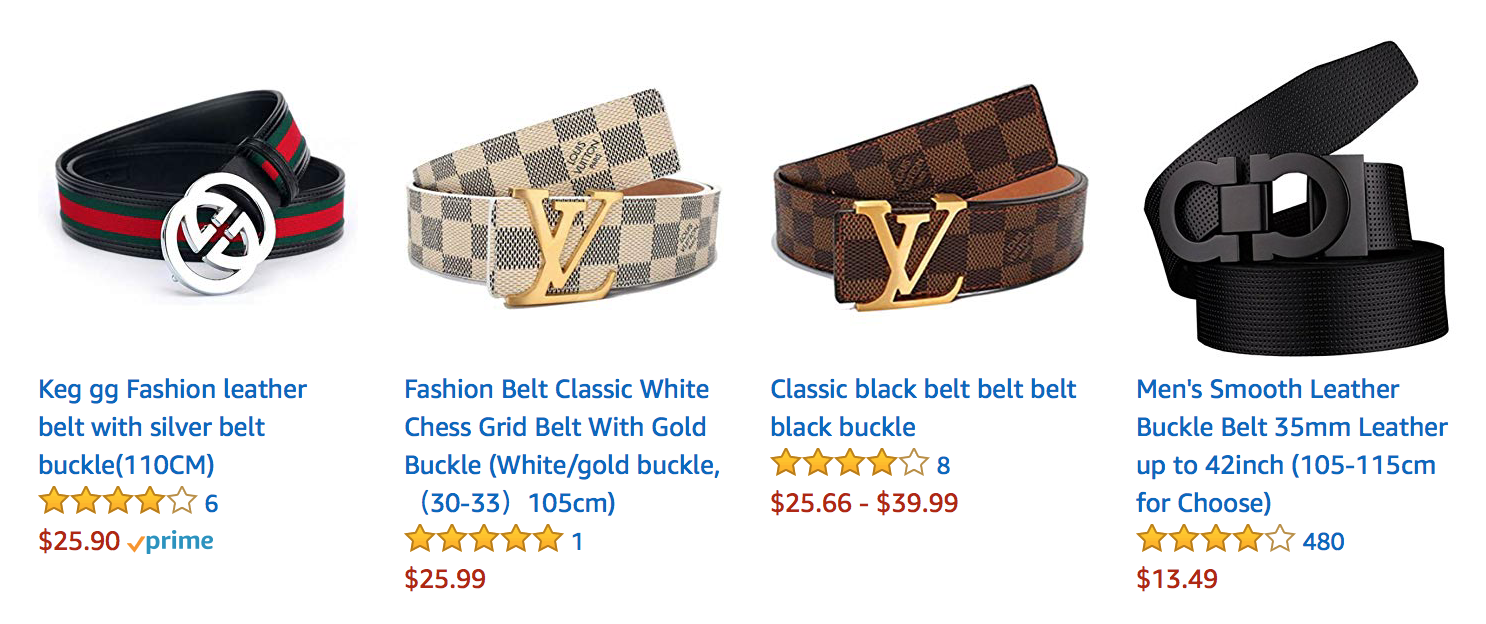 LOUIS
VUITTON
Keg gg Fashion leather
belt with silver belt
buckle(110CM)
6
$25.90 prime
Fashion Belt Classic White
Chess Grid Belt With Gold
Buckle (White/gold buckle,
（30-33）105cm)
1
$25.99
Classic black belt belt belt
black buckle
8
$25.66 - $39.99
Men's Smooth Leather
Buckle Belt 35mm Leather
up to 42inch (105-115cm
for Choose)
480
$13.49